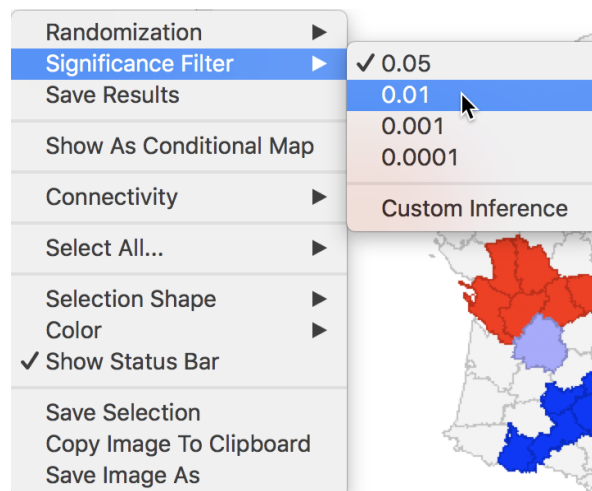 Randomization
Significance Filter
Save Results
Show As Conditional Map
Connectivity
Select All...
Selection Shape
Color
✓ Show Status Bar
Save Selection
Copy Image To Clipboard
Save Image As
✓ 0.05
0.01
0.001
0.0001
Custom Inference